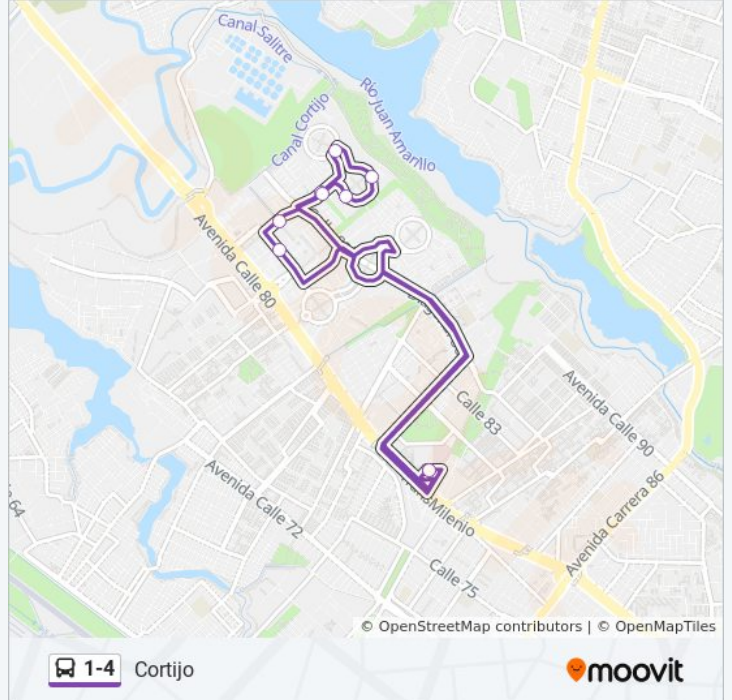 Canal Salitre
Río Juan Amarillo
Canal Cortijo
Avenida Calle 80
Calle 83
Avenida Calle 90
Avenida Calle 72
Avenida Carrera 86
64
Calle 75
© OpenStreetMap contributors | © OpenMapTiles
1-4 Cortijo
moovit